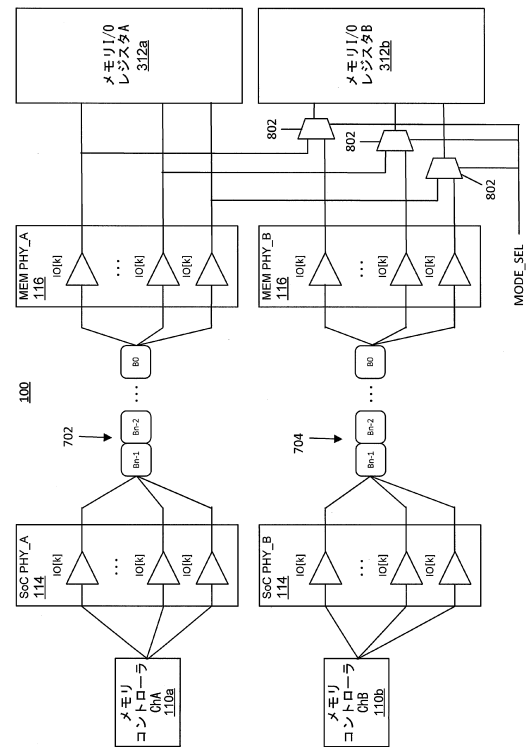 100
メモリ
コントローラ
ChA
110a
SoC PHY_A
114
IO[k]
...
IO[k]
IO[k]
702
Bn-1
Bn-2
...
B0
MEM PHY_A
116
IO[k]
...
IO[k]
IO[k]
メモリI/O
レジスタA
312a
メモリ
コントローラ
ChB
110b
SoC PHY_B
114
IO[k]
...
IO[k]
IO[k]
704
Bn-1
Bn-2
...
B0
MEM PHY_B
116
IO[k]
...
IO[k]
IO[k]
802
802
802
メモリI/O
レジスタB
312b
MODE_SEL